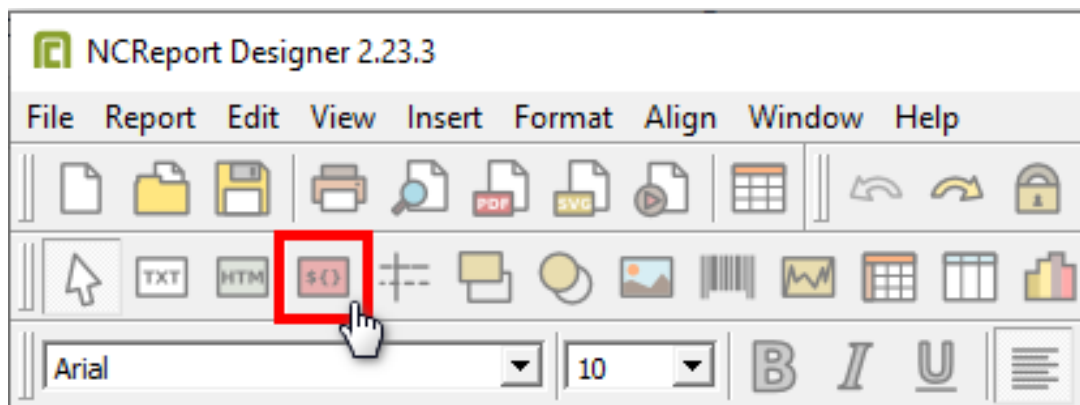 NCReport Designer 2.23.3
File Report Edit View Insert Format Align Window Help
PDF SVG
TXT HTM ${}
Arial 10 B I U